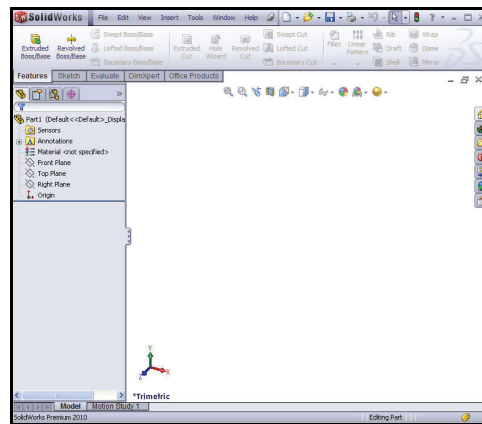 SolidWorks File Edit View Insert Tools Window Help ?
Extruded Boss/Base Revolved Boss/Base Swept Boss/Base Lofted Boss/Base Boundary Boss/Base Extruded Cut Hole Wizard Revolved Cut Swept Cut Lofted Cut Boundary Cut Fillet Linear Pattern Rib Draft Shell Wrap Dome Mirror
Features Sketch Evaluate DimXpert Office Products
Part1 (Default<<Default>_Displa
Sensors
A Annotations
Material <not specified>
Front Plane
Top Plane
Right Plane
Origin
Y
X
Z
*Trimetric
Model Motion Study 1
SolidWorks Premium 2010 Editing Part